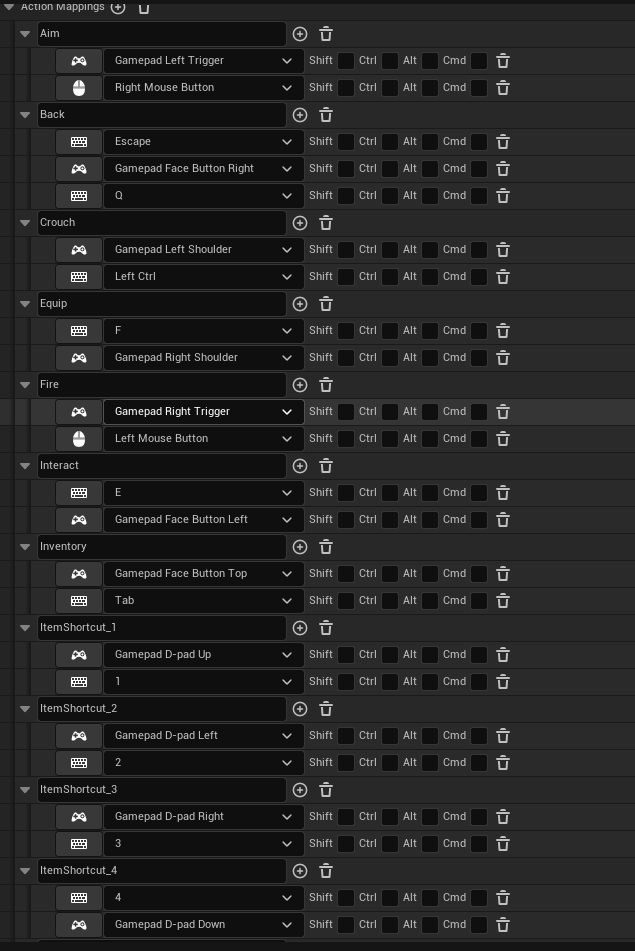 Action Mappings
Aim
Gamepad Left Trigger Shift Ctrl Alt Cmd
Right Mouse Button Shift Ctrl Alt Cmd
Back
Escape Shift Ctrl Alt Cmd
Gamepad Face Button Right Shift Ctrl Alt Cmd
Q Shift Ctrl Alt Cmd
Crouch
Gamepad Left Shoulder Shift Ctrl Alt Cmd
Left Ctrl Shift Ctrl Alt Cmd
Equip
F Shift Ctrl Alt Cmd
Gamepad Right Shoulder Shift Ctrl Alt Cmd
Fire
Gamepad Right Trigger Shift Ctrl Alt Cmd
Left Mouse Button Shift Ctrl Alt Cmd
Interact
E Shift Ctrl Alt Cmd
Gamepad Face Button Left Shift Ctrl Alt Cmd
Inventory
Gamepad Face Button Top Shift Ctrl Alt Cmd
Tab Shift Ctrl Alt Cmd
ItemShortcut_1
Gamepad D-pad Up Shift Ctrl Alt Cmd
1 Shift Ctrl Alt Cmd
ItemShortcut_2
Gamepad D-pad Left Shift Ctrl Alt Cmd
2 Shift Ctrl Alt Cmd
ItemShortcut_3
Gamepad D-pad Right Shift Ctrl Alt Cmd
3 Shift Ctrl Alt Cmd
ItemShortcut_4
4 Shift Ctrl Alt Cmd
Gamepad D-pad Down Shift Ctrl Alt Cmd